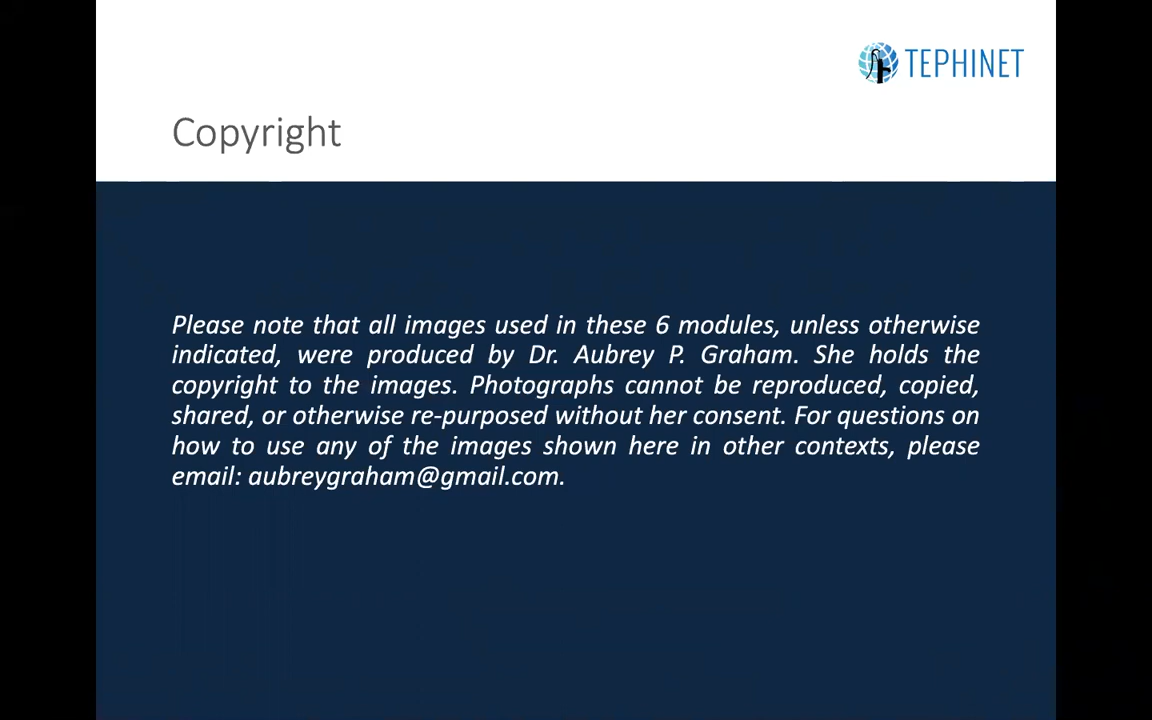 TEPHINET
Copyright
Please note that all images used in these 6 modules, unless otherwise
indicated, were produced by Dr. Aubrey P. Graham. She holds the
copyright to the images. Photographs cannot be reproduced, copied,
shared, or otherwise re-purposed without her consent. For questions on
how to use any of the images shown here in other contexts, please
email: aubreygraham@gmail.com.